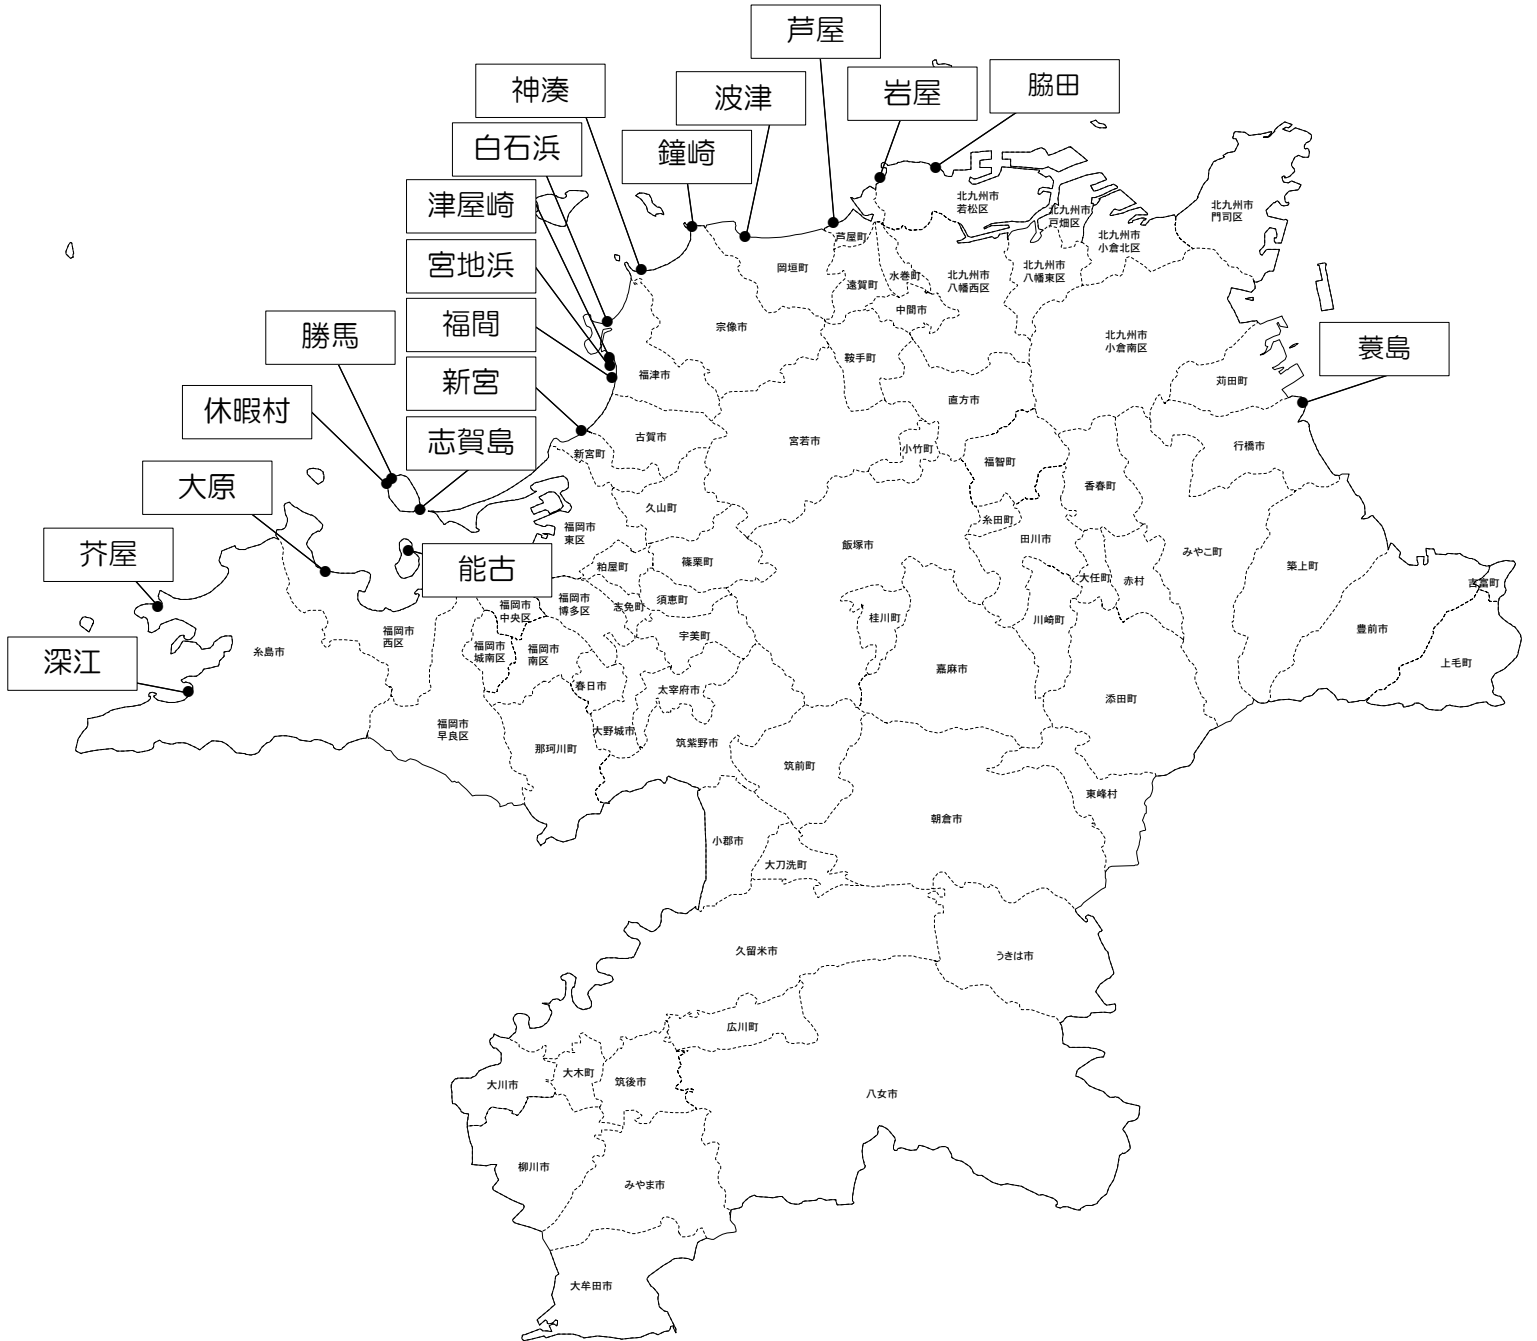 芦屋
脇田
神湊
岩屋
波津
白石浜
鐘崎
津屋崎
宮地浜
福間
勝馬
蓑島
新宮
休暇村
志賀島
大原
芥屋
能古
深江
北九州市
若松区
北九州市
戸畑区
北九州市
門司区
北九州市
小倉北区
芦屋町
岡垣町
水巻町
遠賀町
北九州市
八幡西区
北九州市
八幡東区
中間市
宗像市
北九州市
小倉南区
鞍手町
福津市
苅田町
直方市
古賀市
宮若市
小竹町
行橋市
新宮町
福智町
香春町
久山町
糸田町
福岡市
東区
田川市
飯塚市
みやこ町
篠栗町
粕屋町
築上町
大任町
赤村
吉富町
須恵町
志免町
福岡市
博多区
福岡市
中央区
桂川町
川崎町
豊前市
宇美町
福岡市
西区
糸島市
福岡市
城南区
福岡市
南区
上毛町
嘉麻市
春日市
太宰府市
添田町
福岡市
早良区
大野城市
筑紫野市
那珂川町
筑前町
東峰村
朝倉市
小郡市
大刀洗町
久留米市
うきは市
広川町
大木町
筑後市
大川市
八女市
柳川市
みやま市
大牟田市